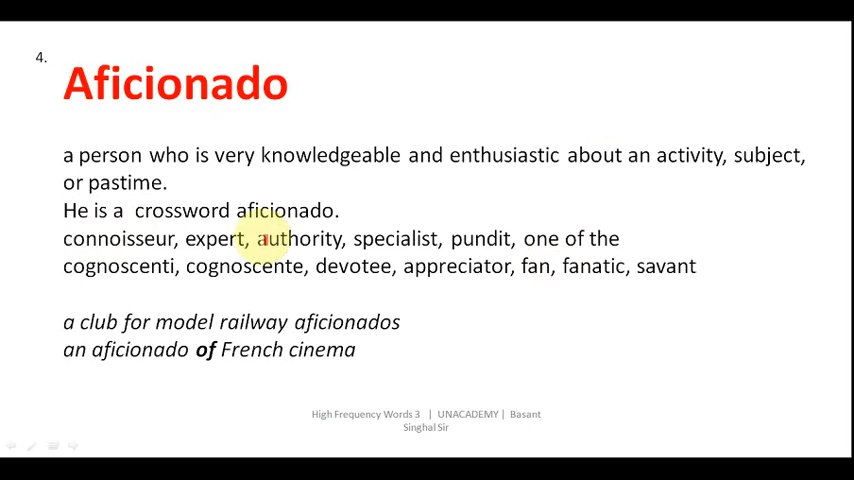 4.
Aficionado
a person who is very knowledgeable and enthusiastic about an activity, subject,
or pastime.
He is a crossword aficionado.
connoisseur, expert, authority, specialist, pundit, one of the
cognoscenti, cognoscente, devotee, appreciator, fan, fanatic, savant
a club for model railway aficionados
an aficionado of French cinema
High Frequency Words 3 | UNACADEMY | Basant
Singhal Sir